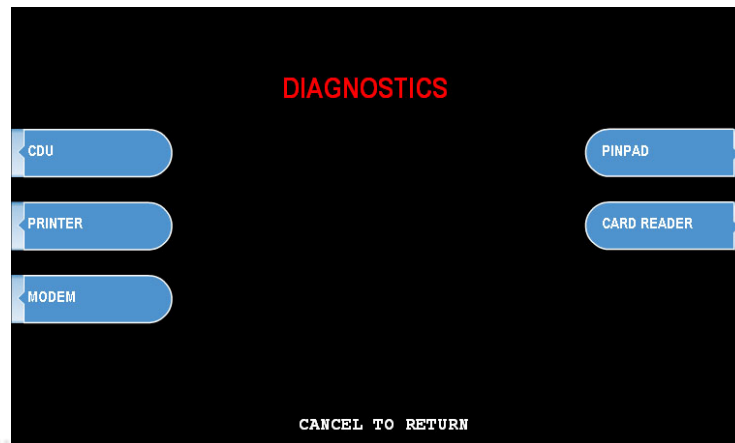 DIAGNOSTICS
CDU
PINPAD
PRINTER
CARD READER
MODEM
CANCEL TO RETURN